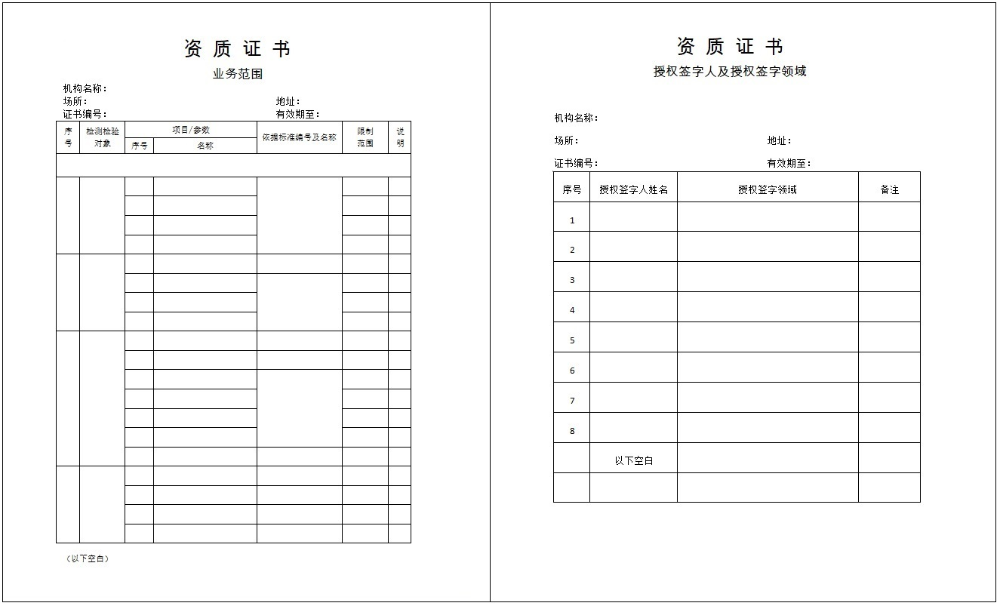 资 质 证 书
业务范围
机构名称：
场所： 地址：
证书编号： 有效期至：
序号 检测检验对象 项目/参数 依据标准编号及名称 限制范围 说明
序号 名称
（以下空白）
资 质 证 书
授权签字人及授权签字领域
机构名称：
场所： 地址：
证书编号： 有效期至：
序号 授权签字人姓名 授权签字领域 备注
1
2
3
4
5
6
7
8
以下空白